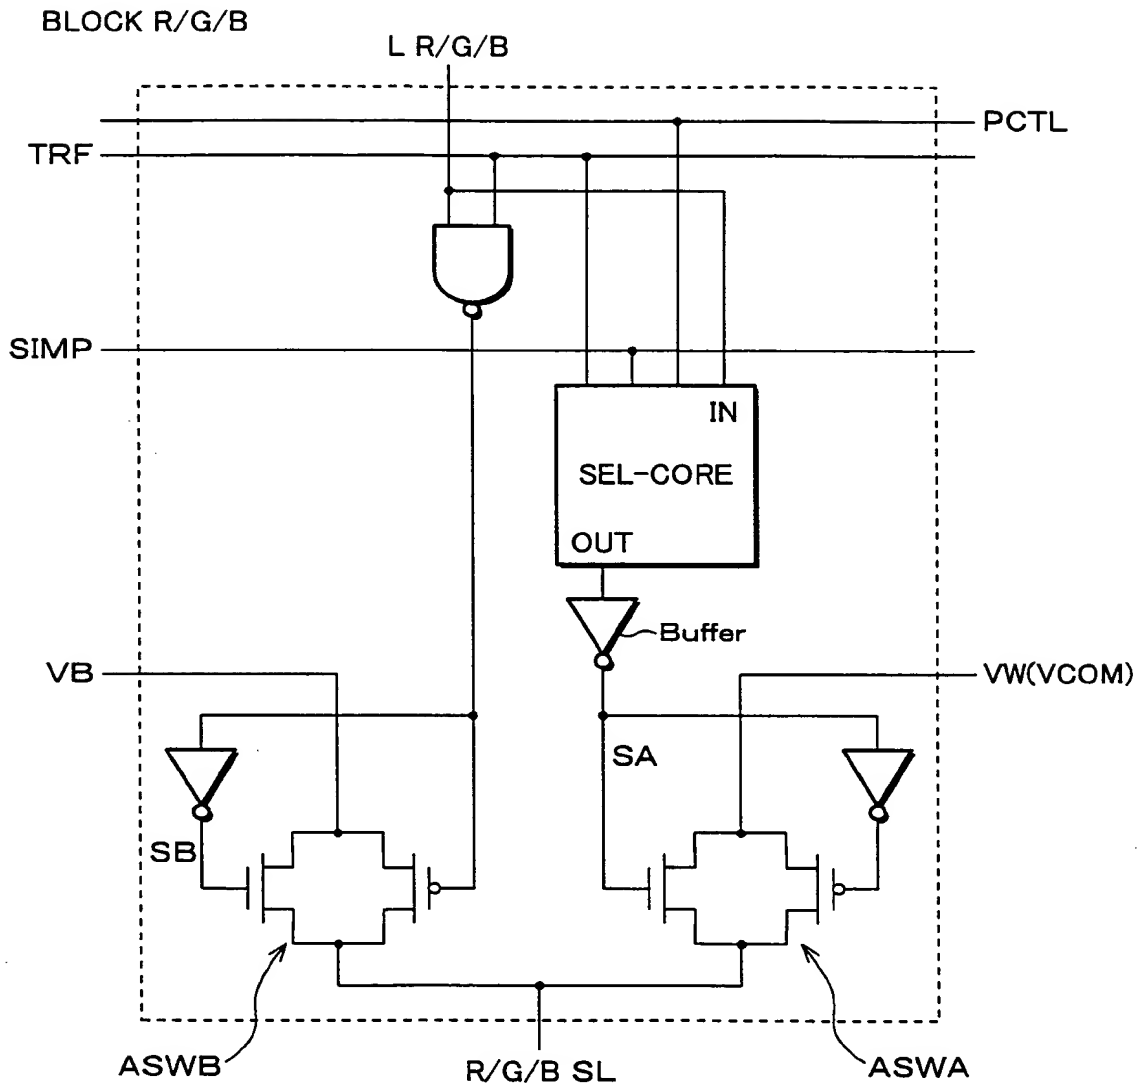 BLOCK R/G/B
L R/G/B
PCTL
TRF
SIMP
IN
SEL-CORE
OUT
Buffer
VB
VW(VCOM)
SA
SB
ASWB
R/G/B SL
ASWA